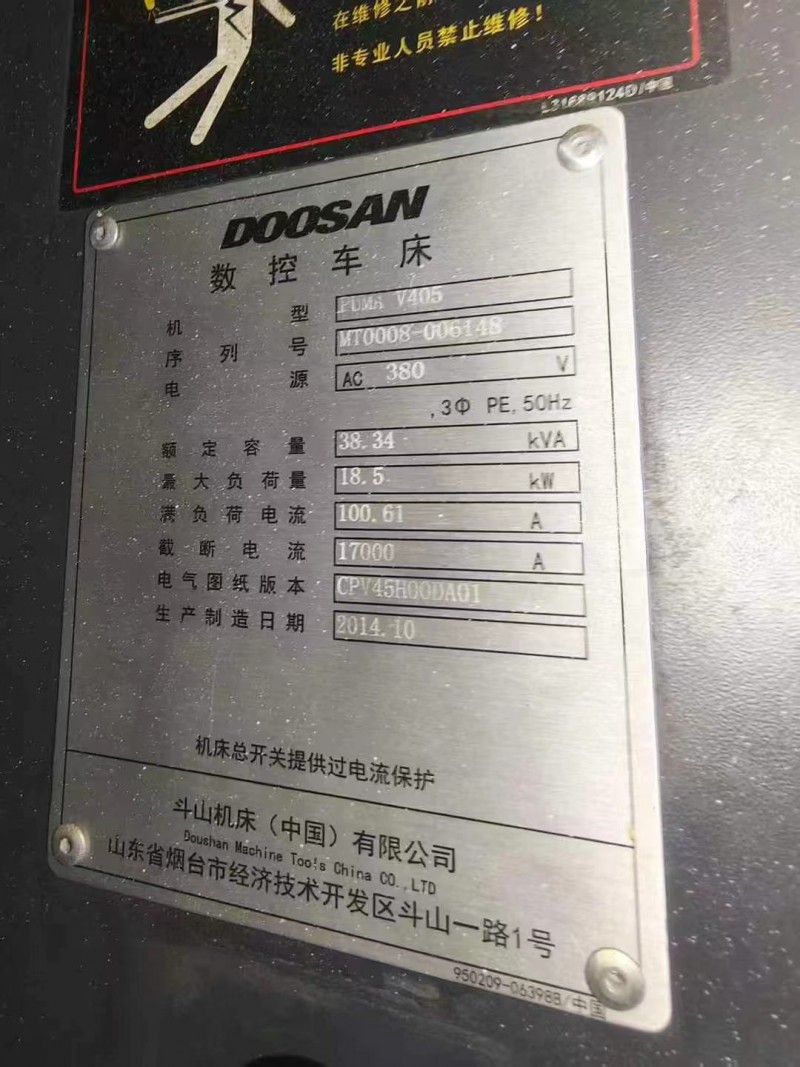 在维修之前
非专业人员禁止维修！
L31689124D/中国
DOOSAN
数控车床
机型 PUMA V405
序列号 MT0008-006148
电源 AC 380 V
,3Φ PE,50Hz
额定容量 38.34 kVA
最大负荷量 18.5 kW
满负荷电流 100.61 A
截断电流 17000 A
电气图纸版本 CPV45H00DA01
生产制造日期 2014.10
机床总开关提供过电流保护
斗山机床（中国）有限公司
Doushan Machine Tools China CO.,LTD
山东省烟台市经济技术开发区斗山一路1号
950209-06398B/中国